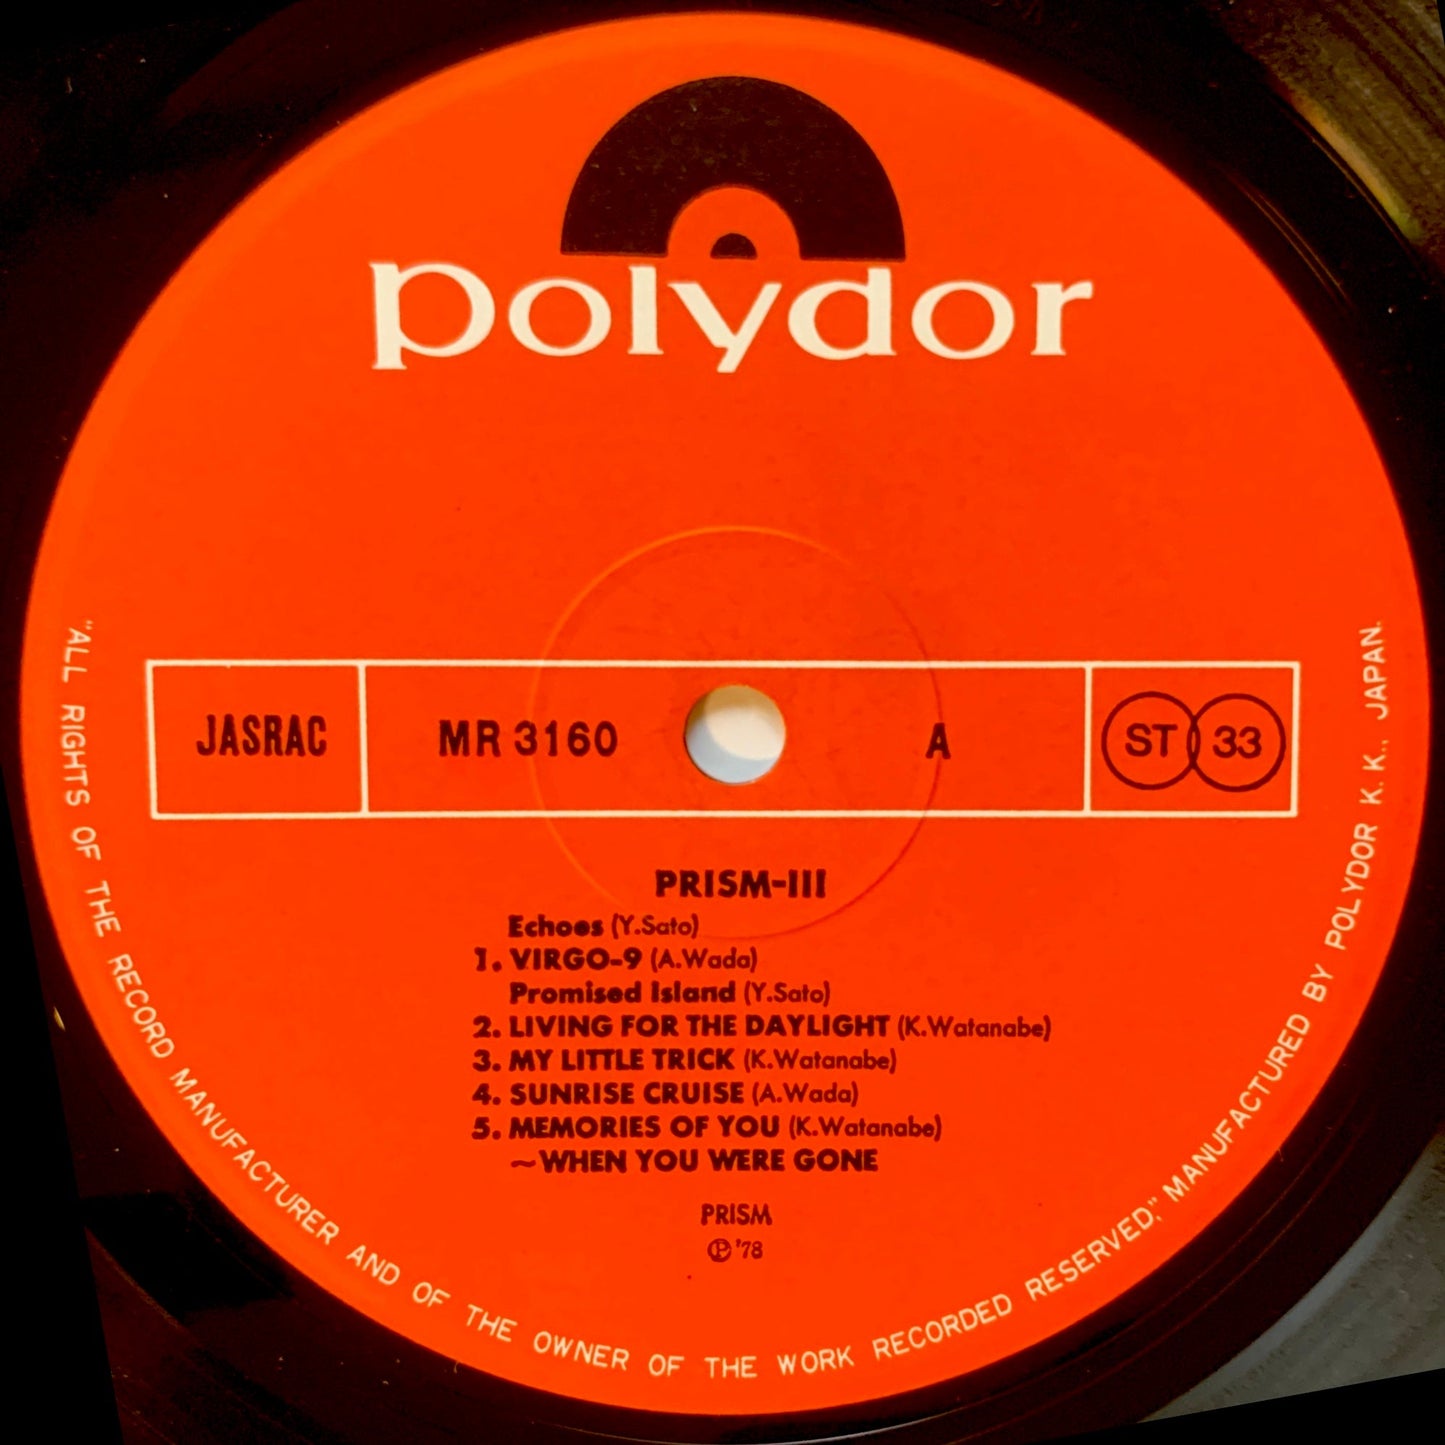 polydor
JASRAC
MR 3160
A
ST 33
PRISM-III
Echoes (Y.Sato)
1. VIRGO-9 (A.Wada)
Promised Island (Y.Sato)
2. LIVING FOR THE DAYLIGHT (K.Watanabe)
3. MY LITTLE TRICK (K.Watanabe)
4. SUNRISE CRUISE (A.Wada)
5. MEMORIES OF YOU (K.Watanabe)
~WHEN YOU WERE GONE
PRISM
Ⓟ'78
"ALL RIGHTS OF THE RECORD MANUFACTURER AND OF THE OWNER OF THE WORK RECORDED RESERVED," MANUFACTURED BY POLYDOR K.K., JAPAN.